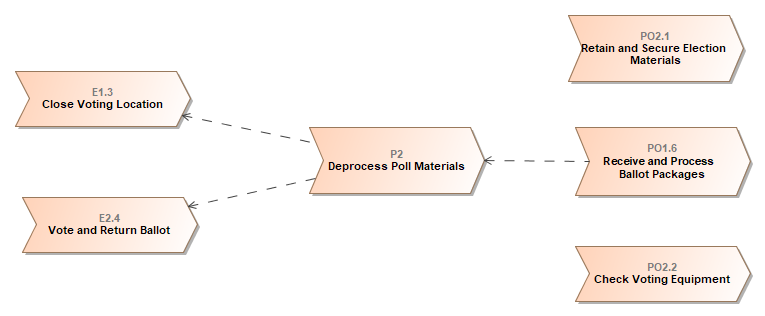 PO2.1
Retain and Secure Election
Materials
E1.3
Close Voting Location
P2
Deprocess Poll Materials
PO1.6
Receive and Process
Ballot Packages
E2.4
Vote and Return Ballot
PO2.2
Check Voting Equipment